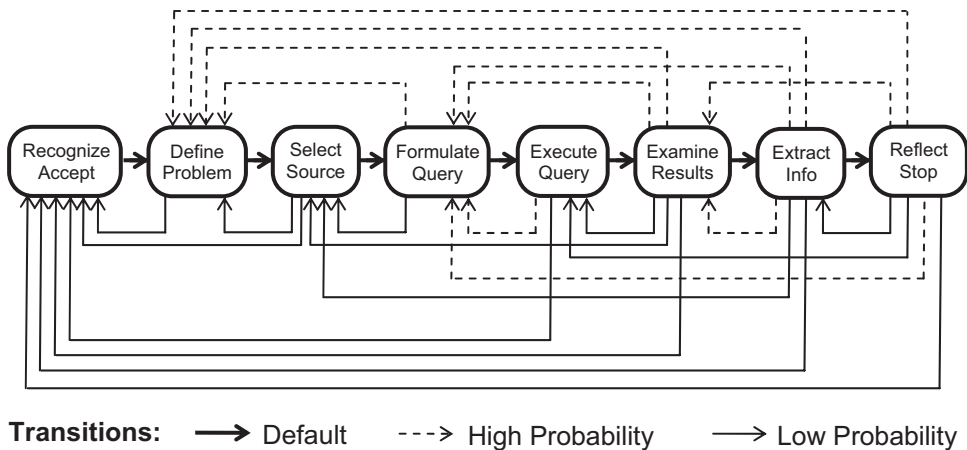 Recognize
Accept
Define
Problem
Select
Source
Formulate
Query
Execute
Query
Examine
Results
Extract
Info
Reflect
Stop
Transitions: Default High Probability Low Probability